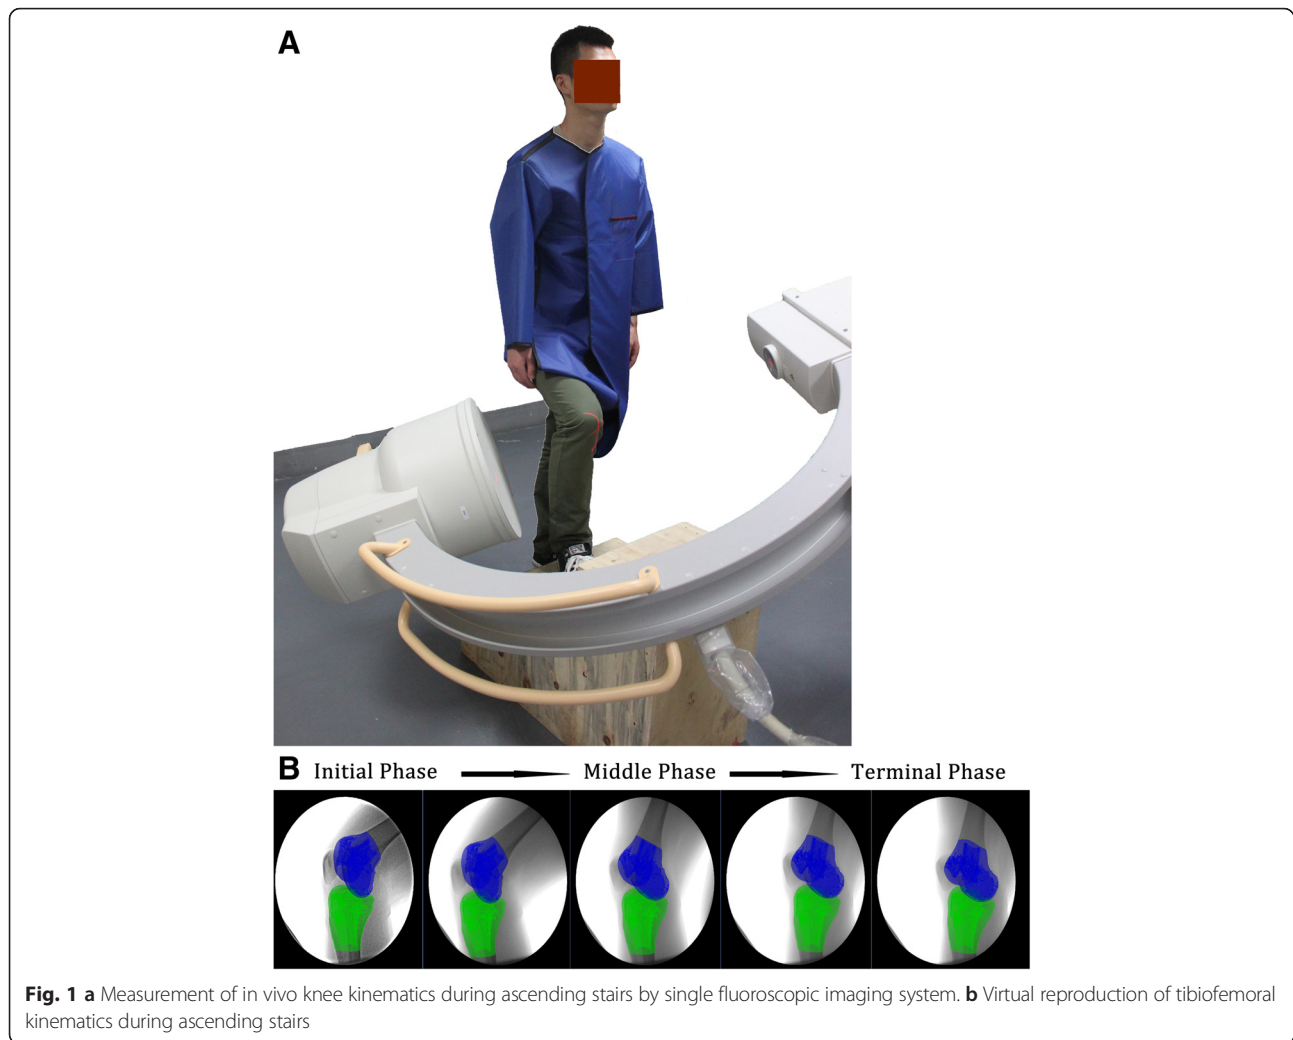 A
B Initial Phase Middle Phase Terminal Phase
Fig. 1 a Measurement of in vivo knee kinematics during ascending stairs by single fluoroscopic imaging system. b Virtual reproduction of tibiofemoral
kinematics during ascending stairs